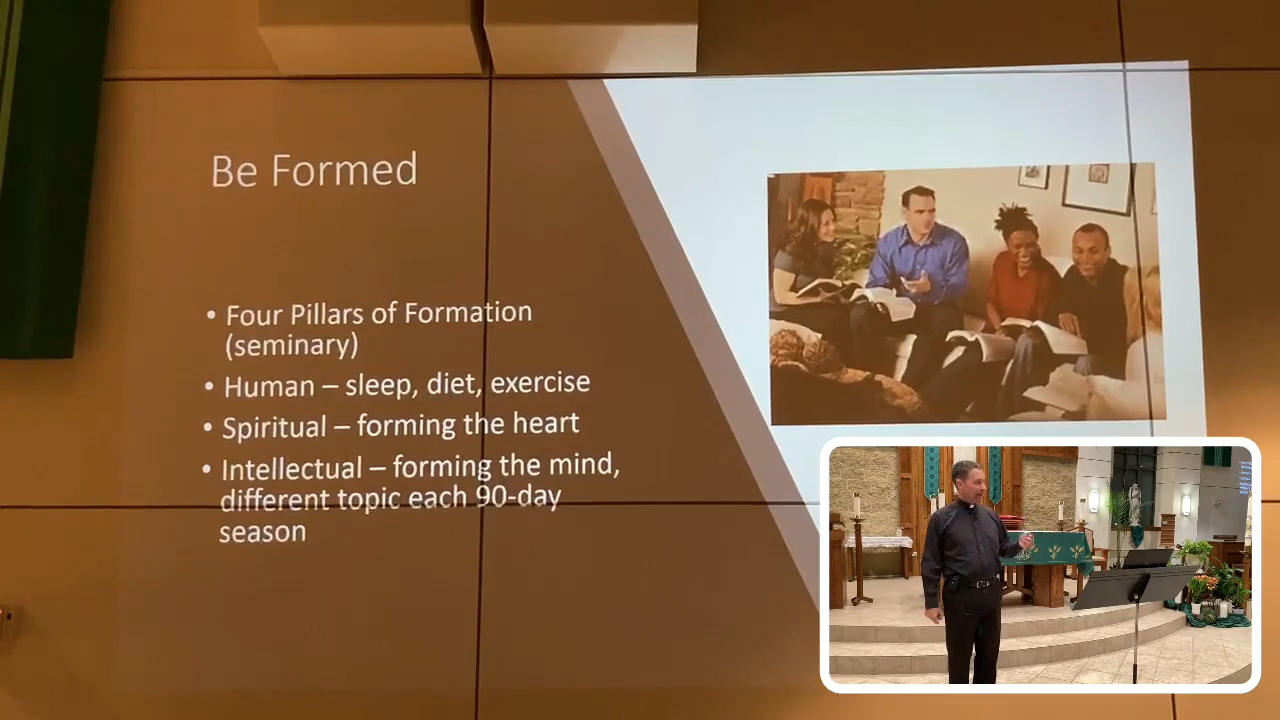 Be Formed
• Four Pillars of Formation
(seminary)
• Human – sleep, diet, exercise
• Spiritual – forming the heart
• Intellectual – forming the mind,
different topic each 90-day
season